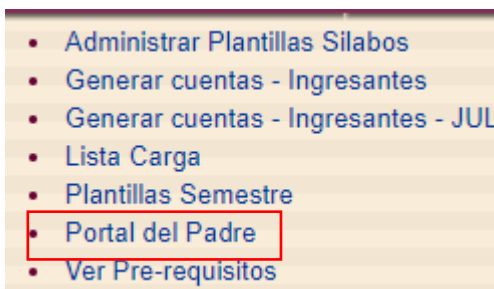 Administrar Plantillas Silabos
Generar cuentas - Ingresantes
Generar cuentas - Ingresantes - JUL
Lista Carga
Plantillas Semestre
Portal del Padre
Ver Pre-requisitos